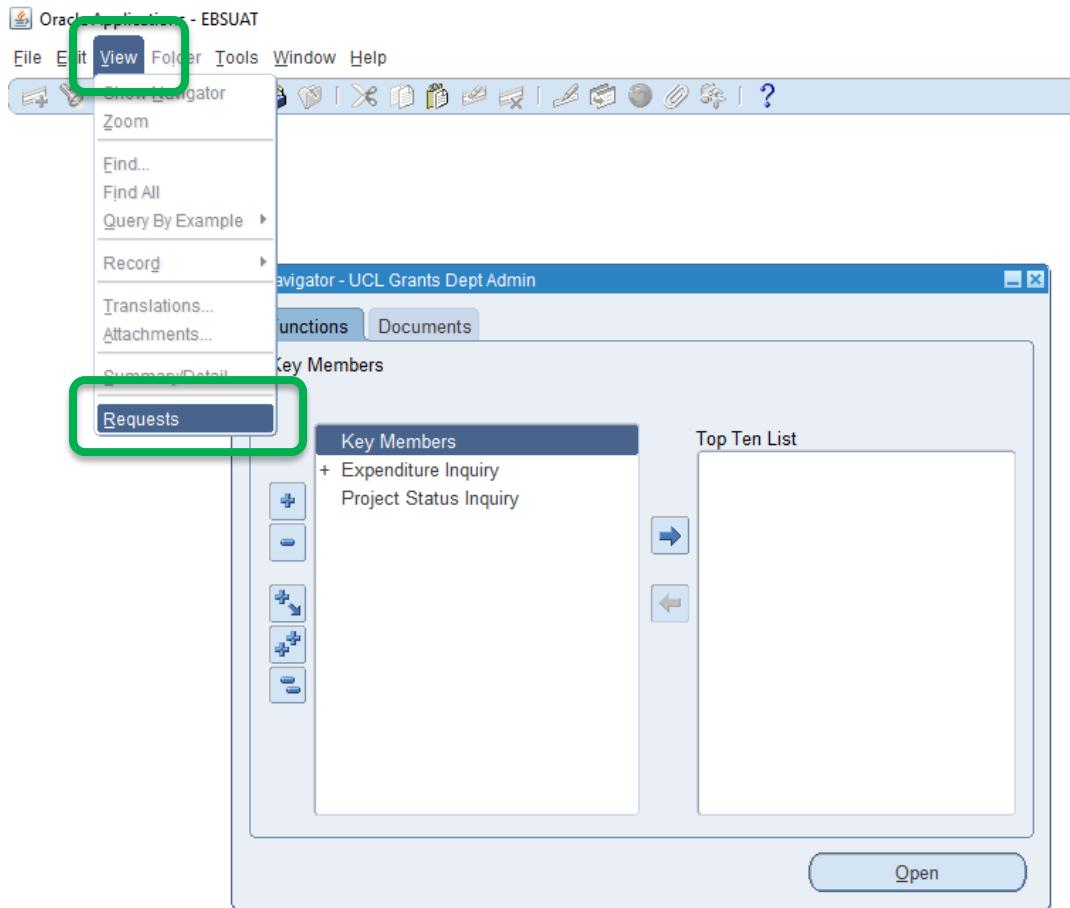 Oracle Applications - EBSUAT
File Edit View Folder Tools Window Help
Show Navigator
Zoom
Find...
Find All
Query By Example
Record
Translations...
Attachments...
Summary/Detail
Requests
avigator - UCL Grants Dept Admin
unctions Documents
Key Members
Key Members
+ Expenditure Inquiry
Project Status Inquiry
Top Ten List
Open